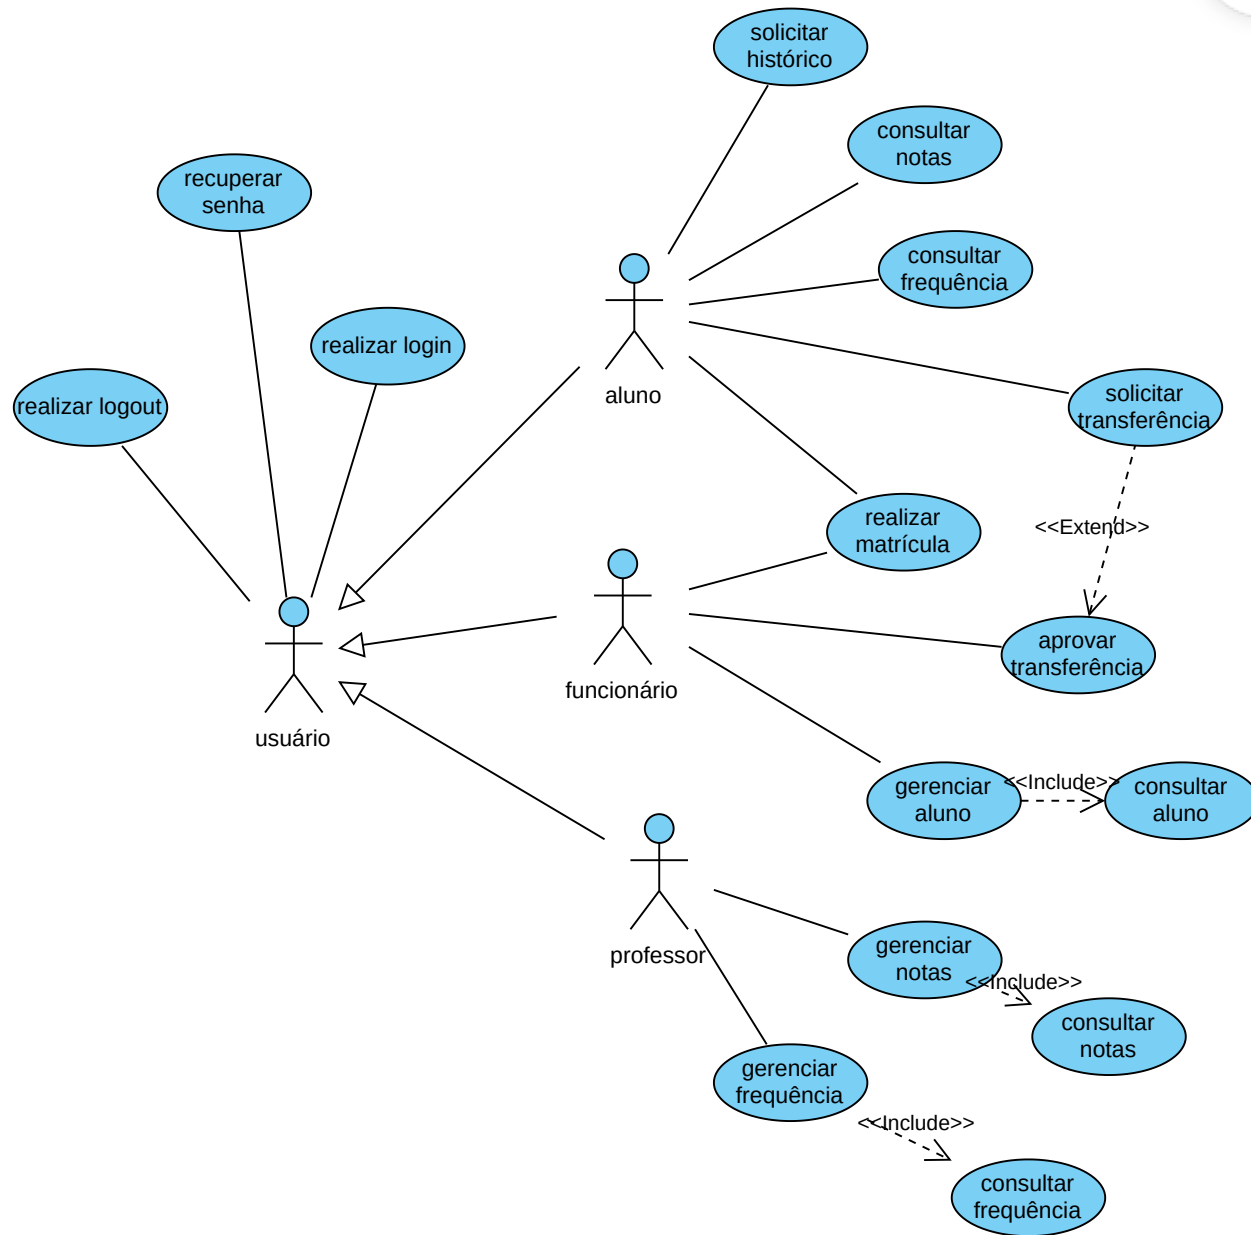 solicitar
histórico
consultar
notas
recuperar
senha
consultar
frequência
realizar login
realizar logout
aluno
solicitar
transferência
realizar
matrícula
<<Extend>>
funcionário
aprovar
transferência
usuário
gerenciar
aluno
<<Include>>
consultar
aluno
professor
gerenciar
notas
<<Include>>
consultar
notas
gerenciar
frequência
<<Include>>
consultar
frequência